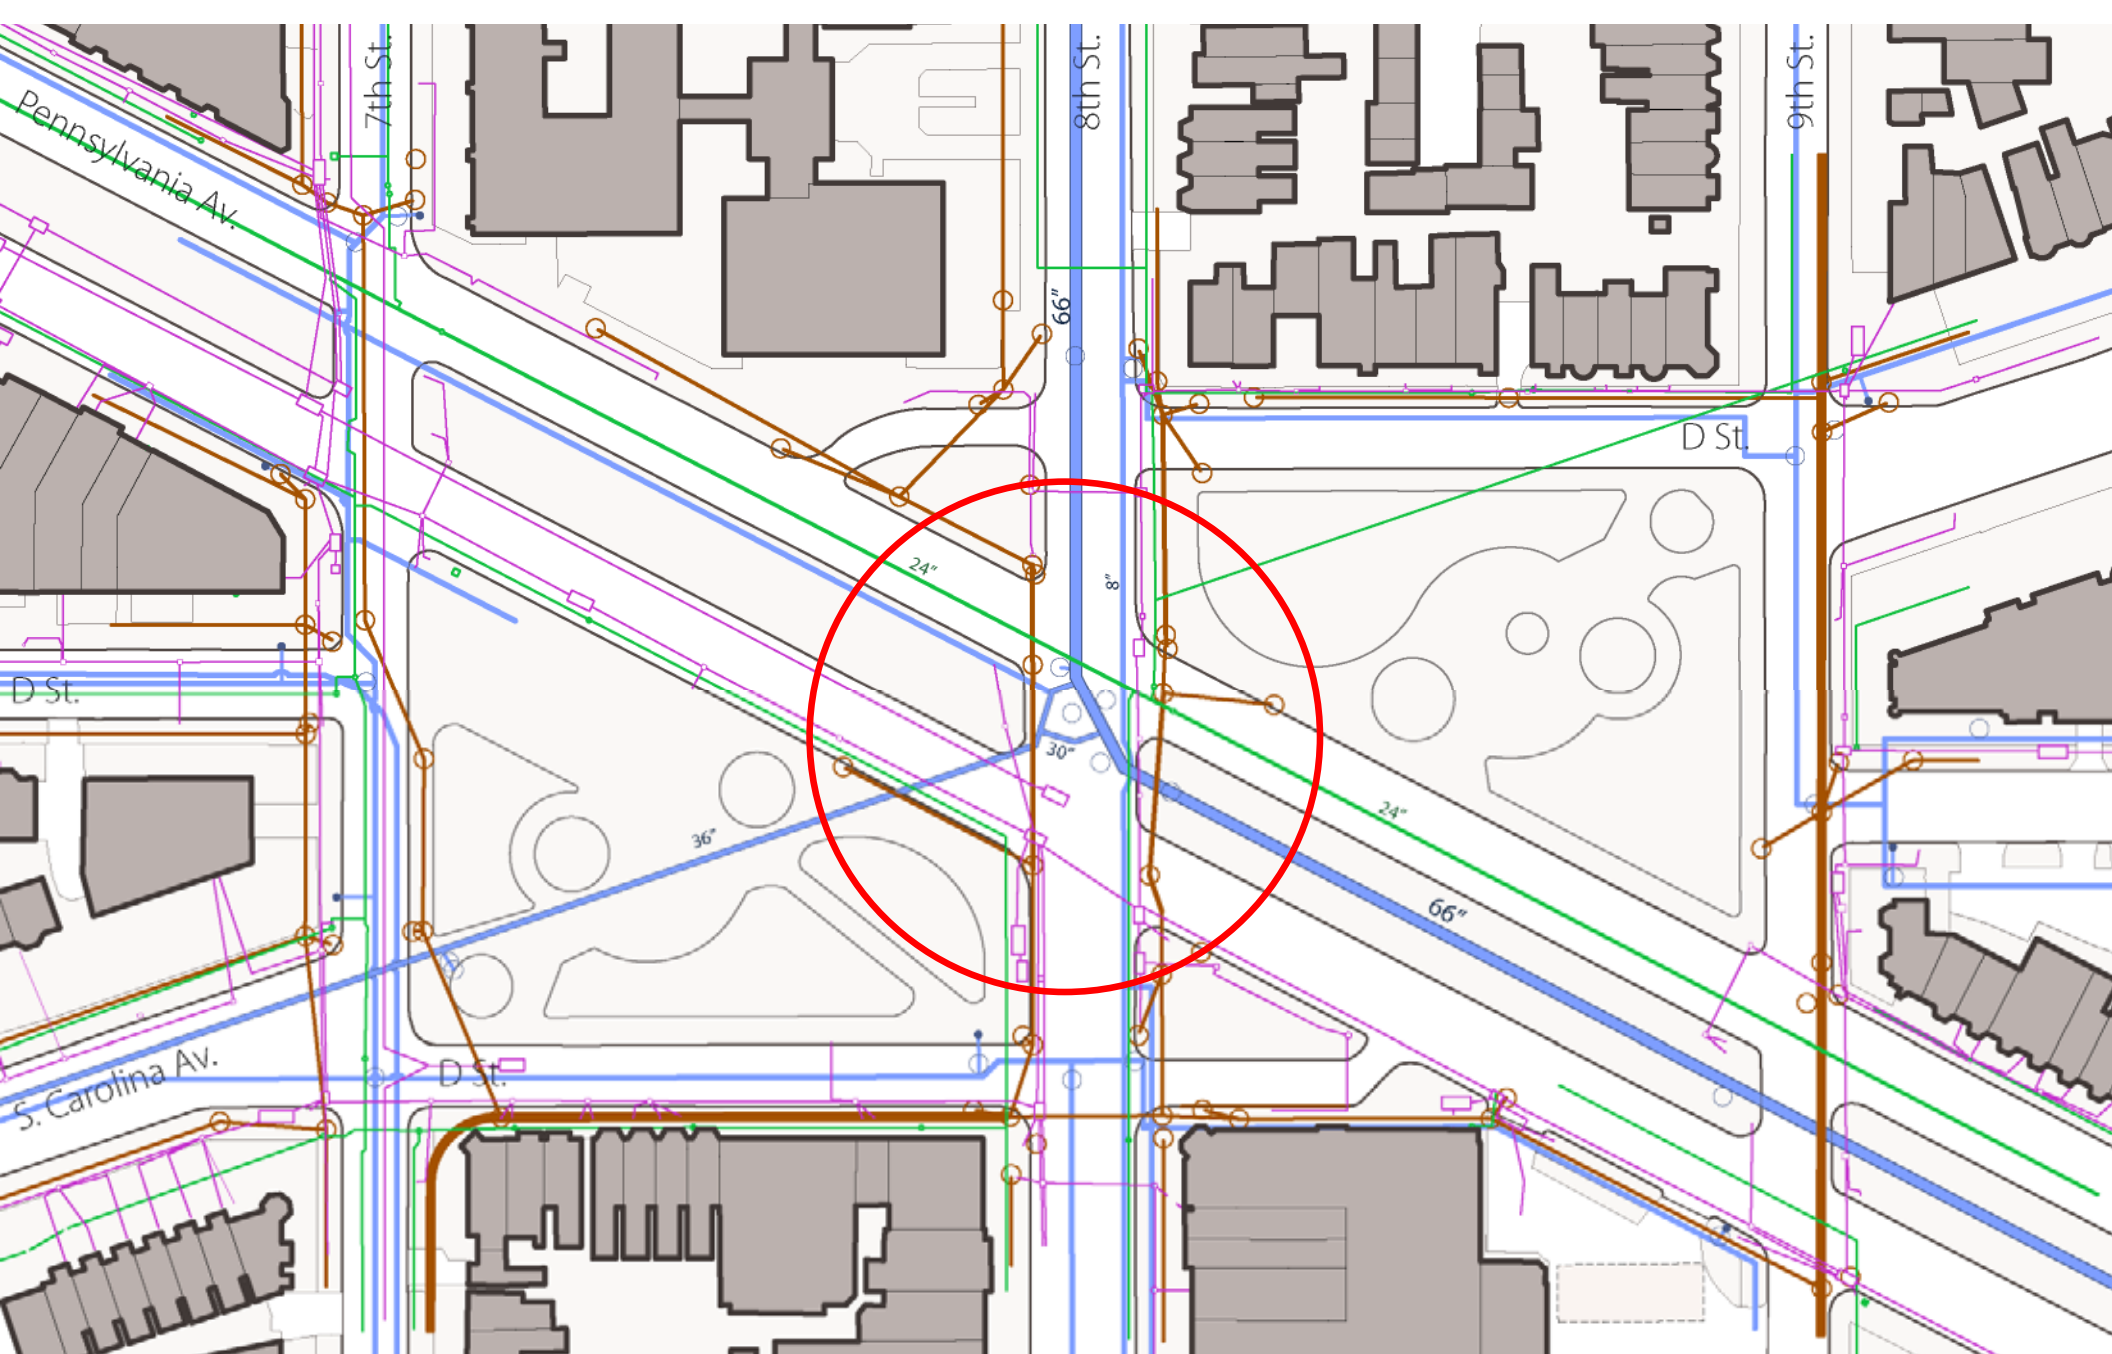 Pennsylvania Av.
7th St.
8th St.
9th St.
66"
D St.
24"
8"
D St.
30"
36"
24"
66"
S. Carolina Av.
D St.